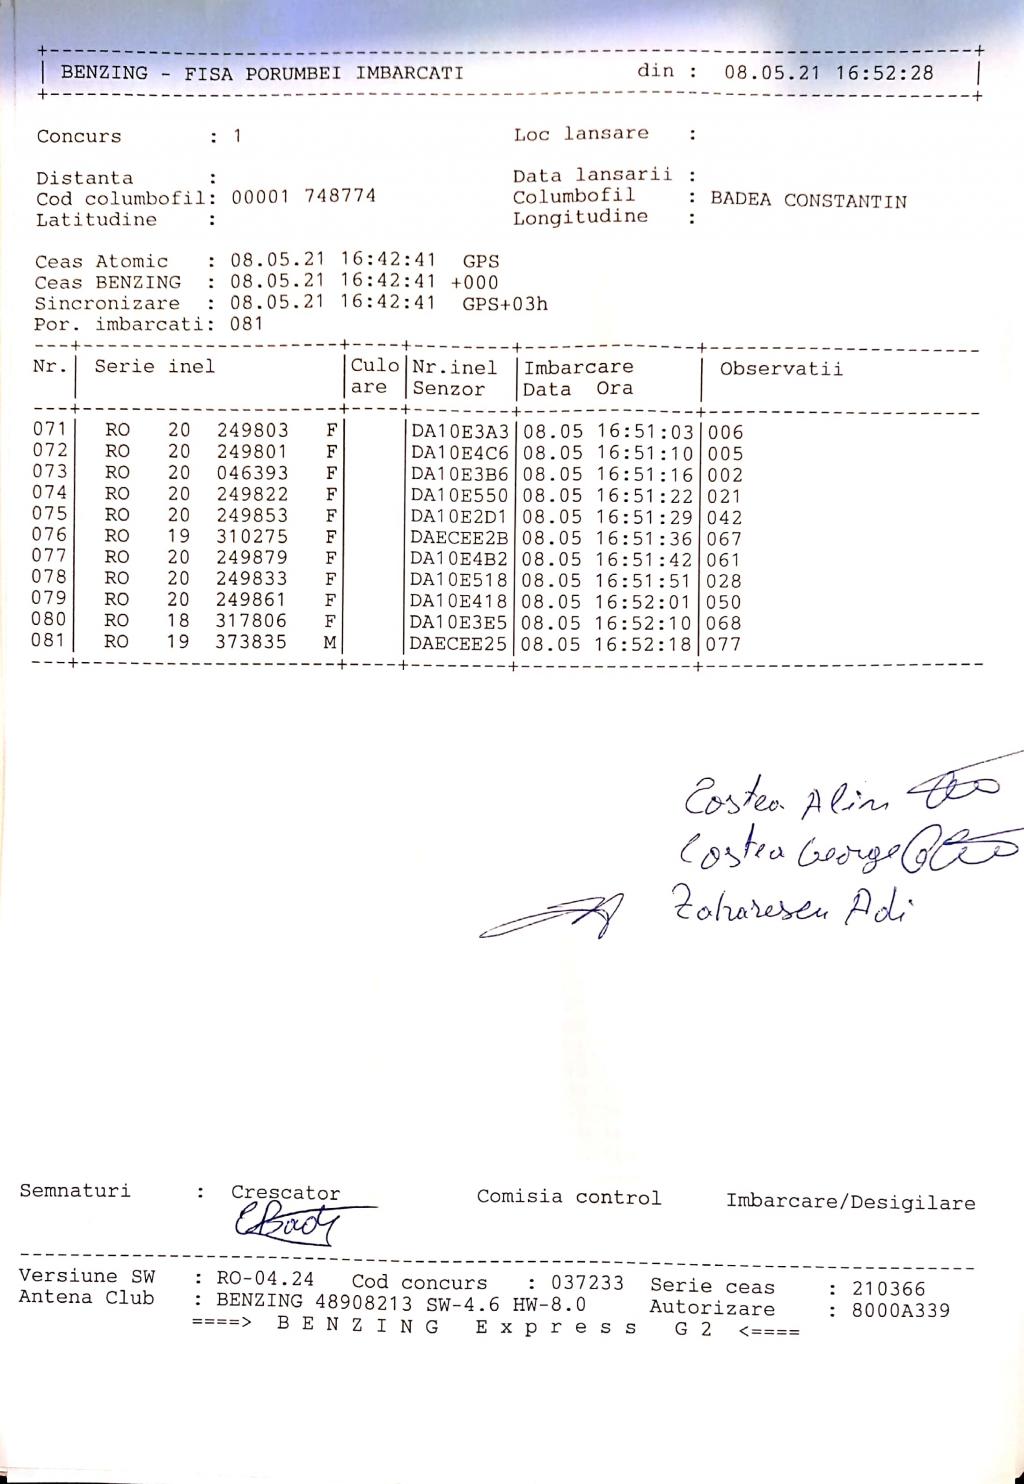 BENZING - FISA PORUMBEI IMBARCATI din : 08.05.21 16:52:28
Concurs : 1 Loc lansare :
Distanta : Data lansarii :
Cod columbofil: 00001 748774 Columbofil : BADEA CONSTANTIN
Latitudine : Longitudine :
Ceas Atomic : 08.05.21 16:42:41 GPS
Ceas BENZING : 08.05.21 16:42:41 +000
Sincronizare : 08.05.21 16:42:41 GPS+03h
Por. imbarcati: 081
Nr. Serie inel Culo Nr.inel Imbarcare Observatii
are Senzor Data Ora
071 RO 20 249803 F DA10E3A3 08.05 16:51:03 006
072 RO 20 249801 F DA10E4C6 08.05 16:51:10 005
073 RO 20 046393 F DA10E3B6 08.05 16:51:16 002
074 RO 20 249822 F DA10E550 08.05 16:51:22 021
075 RO 20 249853 F DA10E2D1 08.05 16:51:29 042
076 RO 19 310275 F DAECEE2B 08.05 16:51:36 067
077 RO 20 249879 F DA10E4B2 08.05 16:51:42 061
078 RO 20 249833 F DA10E518 08.05 16:51:51 028
079 RO 20 249861 F DA10E418 08.05 16:52:01 050
080 RO 18 317806 F DA10E3E5 08.05 16:52:10 068
081 RO 19 373835 M DAECEE25 08.05 16:52:18 077
Costea Alin
Costea George
Zaharescu Adi
Semnaturi : Crescator Comisia control Imbarcare/Desigilare
Versiune SW : RO-04.24 Cod concurs : 037233 Serie ceas : 210366
Antena Club : BENZING 48908213 SW-4.6 HW-8.0 Autorizare : 8000A339
====> B E N Z I N G E x p r e s s G 2 <====